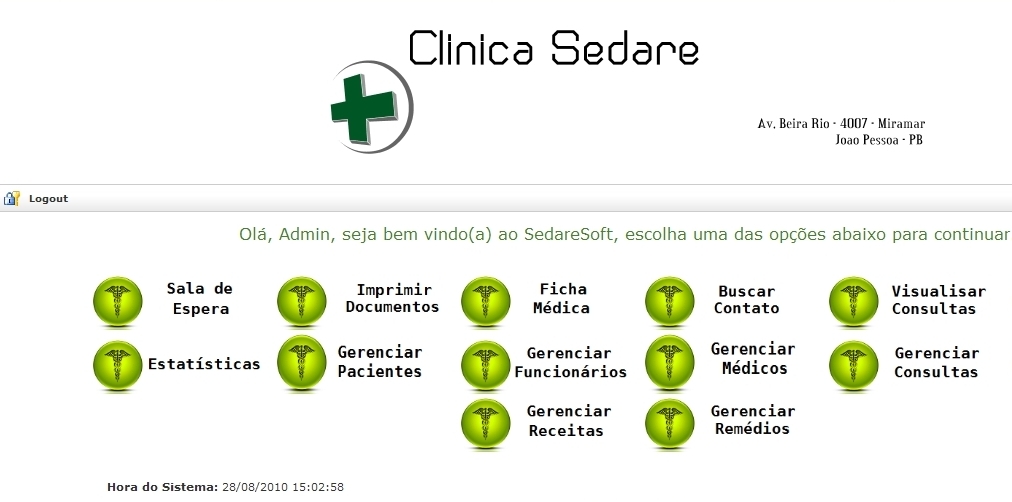 Clinica Sedare
Av. Beira Rio - 4007 - Miramar
Joao Pessoa - PB
Logout
Olá, Admin, seja bem vindo(a) ao SedareSoft, escolha uma das opções abaixo para continuar
Sala de
Espera
Imprimir
Documentos
Ficha
Médica
Buscar
Contato
Visualisar
Consultas
Estatísticas
Gerenciar
Pacientes
Gerenciar
Funcionários
Gerenciar
Médicos
Gerenciar
Consultas
Gerenciar
Receitas
Gerenciar
Remédios
Hora do Sistema: 28/08/2010 15:02:58